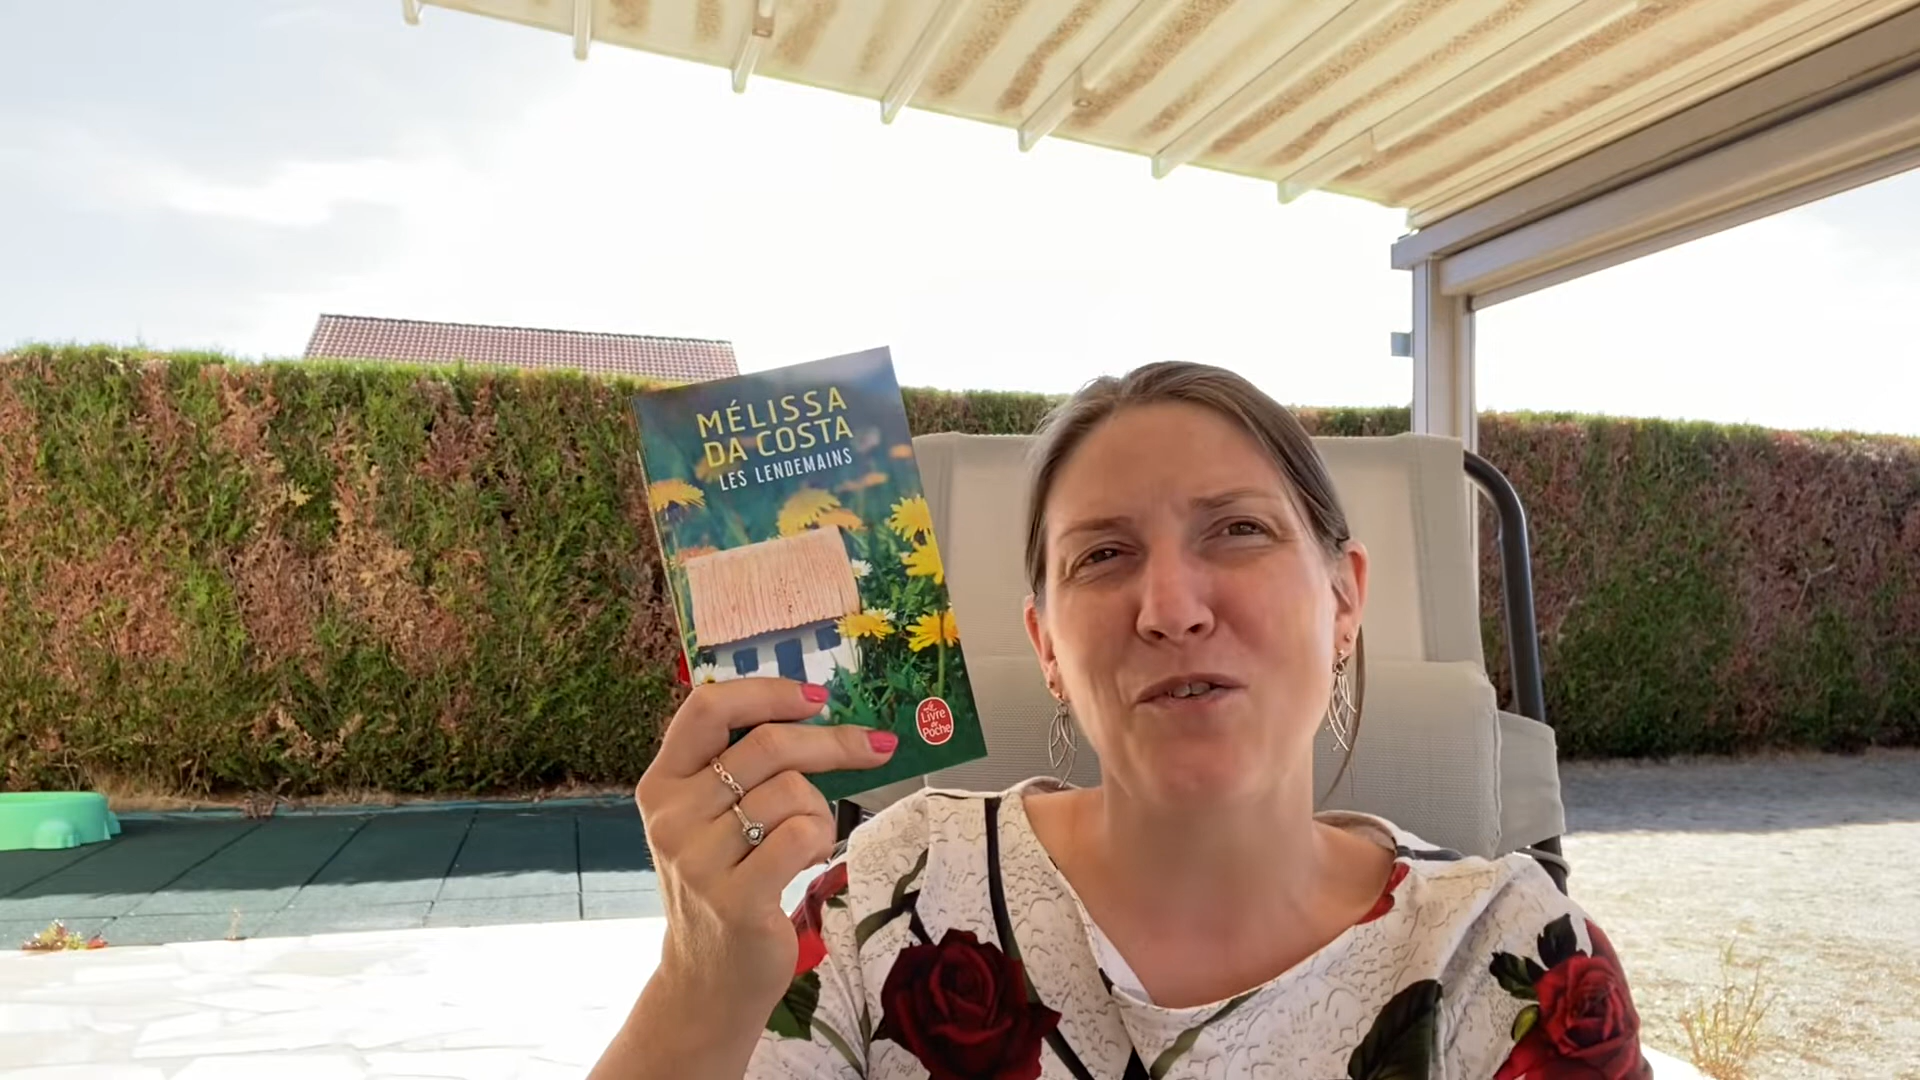 MÉLISSA
DA COSTA
LES LENDEMAINS
Le
Livre
de
Poche